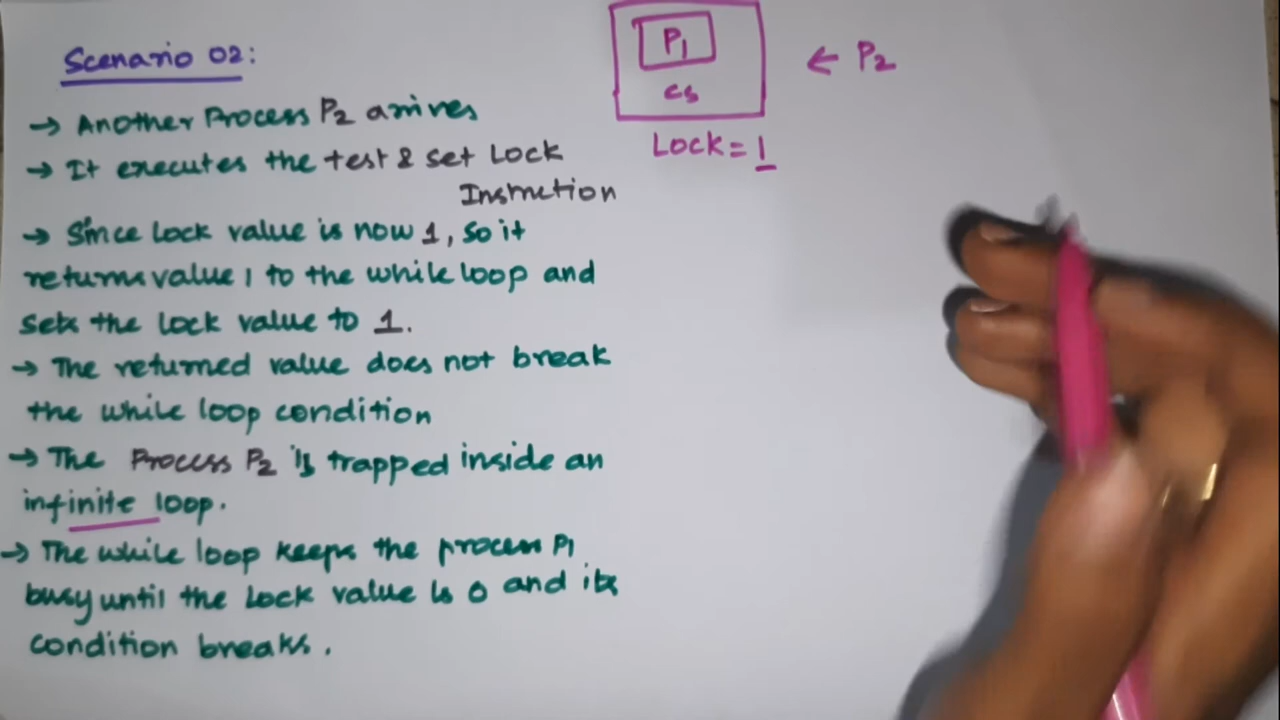 Scenario 02:
→ Another Process P2 arrives
→ It executes the test & set Lock
Instruction
→ Since lock value is now 1, so it
returns value 1 to the while loop and
sets the lock value to 1.
→ The returned value does not break
the while loop condition
→ The Process P2 is trapped inside an
infinite loop.
→ The while loop keeps the process P1
busy until the Lock value is 0 and its
condition breaks.
P1
← P2
CS
Lock = 1